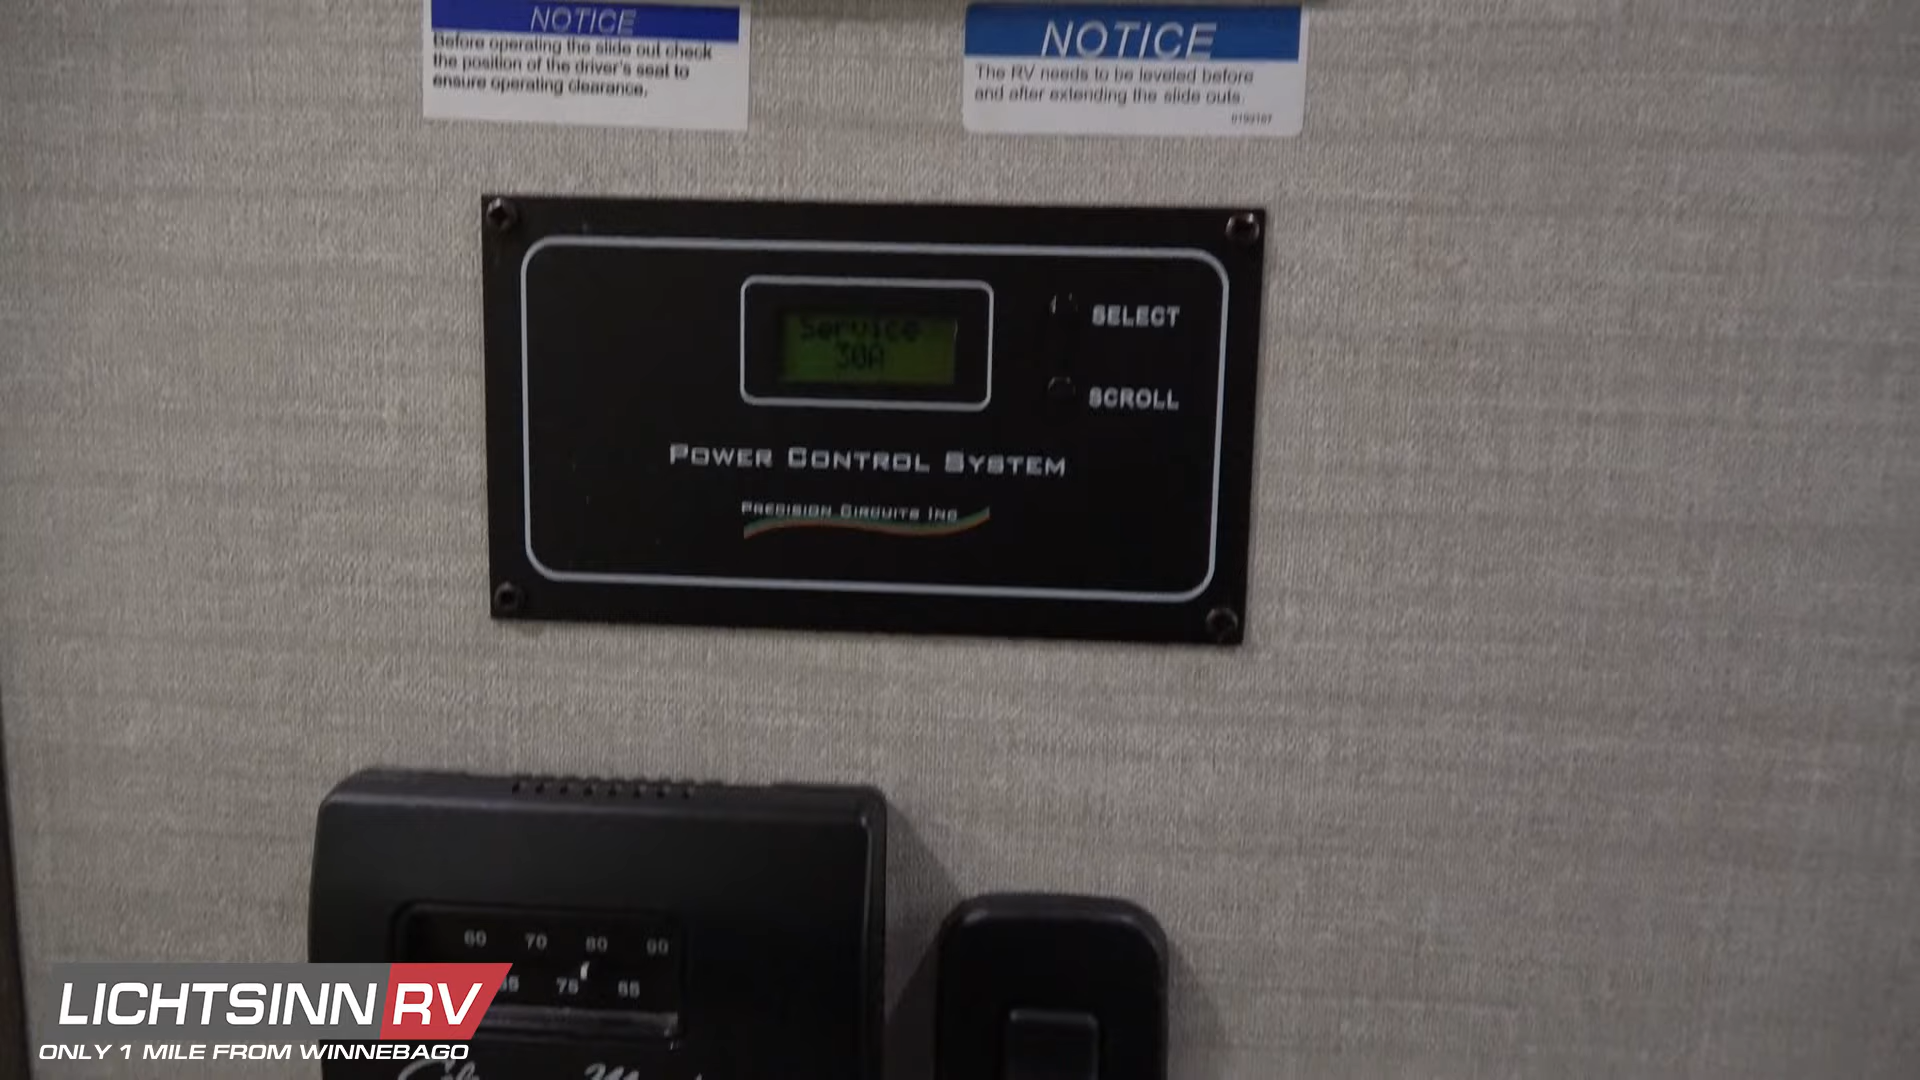 NOTICE
Before operating the slide out check
the position of the driver's seat to
ensure operating clearance.
NOTICE
The RV needs to be leveled before
and after extending the slide outs.
Service
30A
SELECT
SCROLL
POWER CONTROL SYSTEM
PRECISION CIRCUITS INC
60 70 80 90
75
LICHTSINN RV
ONLY 1 MILE FROM WINNEBAGO